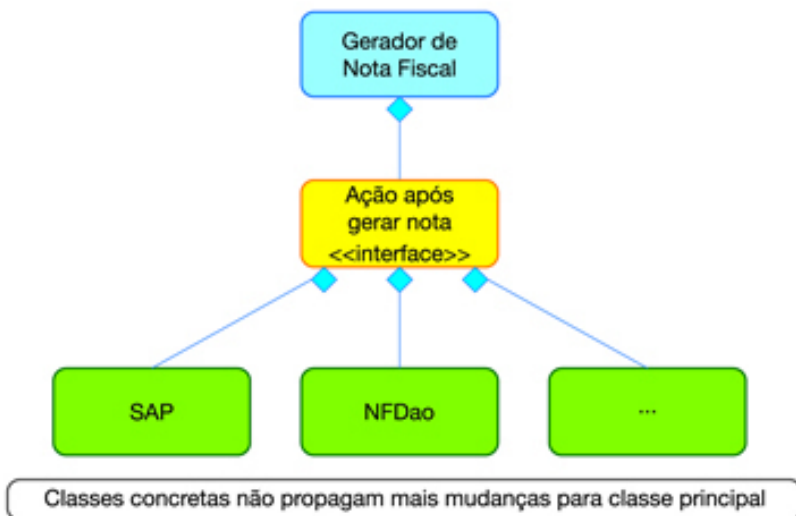 Gerador de
Nota Fiscal
Ação após
gerar nota
<<interface>>
SAP
NFDao
...
Classes concretas não propagam mais mudanças para classe principal